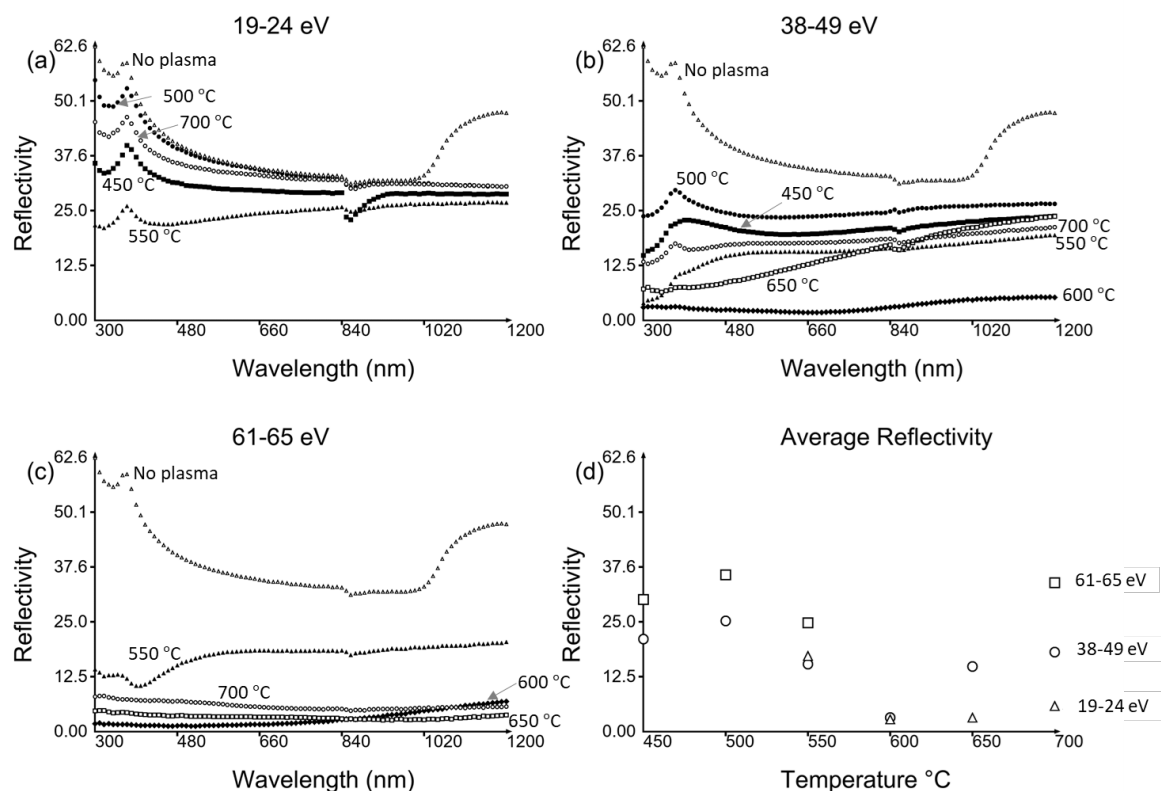 19-24 eV
(a)
Reflectivity
62.6
50.1
37.6
25.0
12.5
0.00
No plasma
500 °C
700 °C
450°C
550 °C
300 480 660 840 1020 1200
Wavelength (nm)
38-49 eV
(b)
Reflectivity
62.6
50.1
37.6
25.0
12.5
0.00
No plasma
500 °C
450 °C
700 °C
550 °C
650 °C
600 °C
300 480 660 840 1020 1200
Wavelength (nm)
61-65 eV
(c)
Reflectivity
62.6
50.1
37.6
25.0
12.5
0.00
No plasma
550 °C
700 °C
600 °C
650 °C
300 480 660 840 1020 1200
Wavelength (nm)
Average Reflectivity
(d)
Reflectivity
62.6
50.1
37.6
25.0
12.5
0.00
61-65 eV
38-49 eV
19-24 eV
450 500 550 600 650 700
Temperature °C